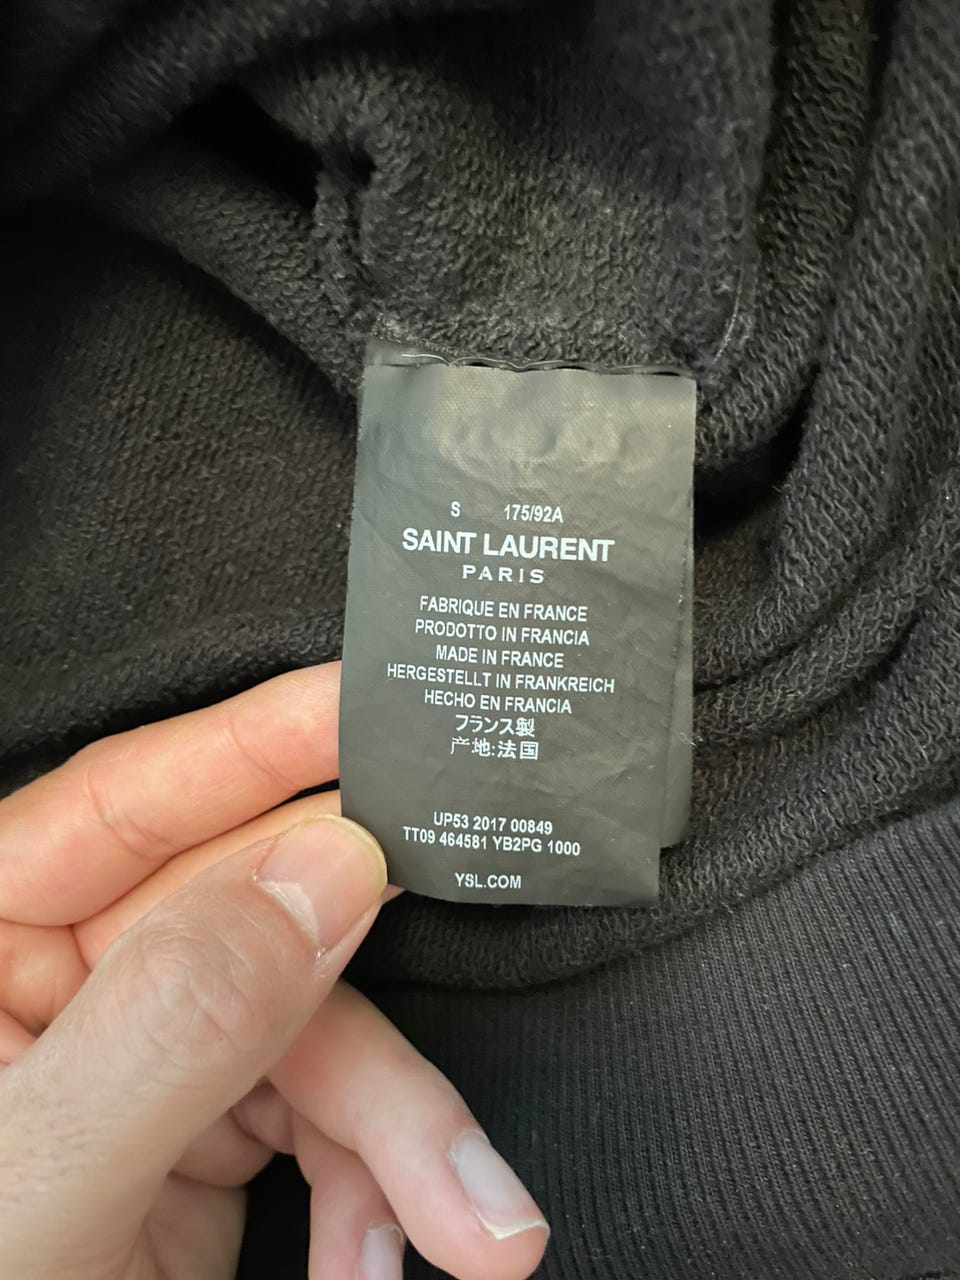 S 175/92A
SAINT LAURENT
PARIS
FABRIQUE EN FRANCE
PRODOTTO IN FRANCIA
MADE IN FRANCE
HERGESTELLT IN FRANKREICH
HECHO EN FRANCIA
フランス製
产地:法国
UP53 2017 00849
TT09 464581 YB2PG 1000
YSL.COM